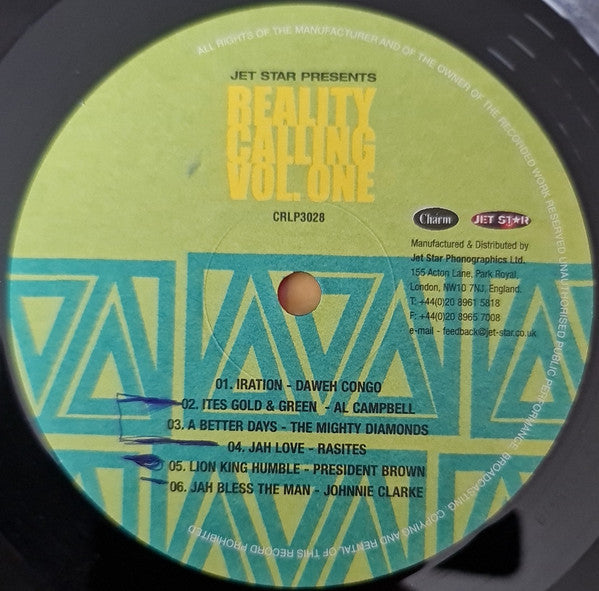 ALL RIGHTS OF THE MANUFACTURER AND OF THE OWNER OF THE RECORDED WORK RESERVED UNAUTHORISED PUBLIC PERFORMANCE BROADCASTING, COPYING AND RENTAL OF THIS RECORD PROHIBITED
JET STAR PRESENTS
REALITY
CALLING
VOL. ONE
CRLP3028
Charm
JET STAR
Manufactured & Distributed by
Jet Star Phonographics Ltd.
155 Acton Lane, Park Royal,
London, NW10 7NJ, England.
T: +44(0)20 8961 5818
F: +44(0)20 8965 7008
e-mail - feedback@jet-star.co.uk
01. IRATION - DAWEH CONGO
02. ITES GOLD & GREEN - AL CAMPBELL
03. A BETTER DAYS - THE MIGHTY DIAMONDS
04. JAH LOVE - RASITES
05. LION KING HUMBLE - PRESIDENT BROWN
06. JAH BLESS THE MAN - JOHNNIE CLARKE